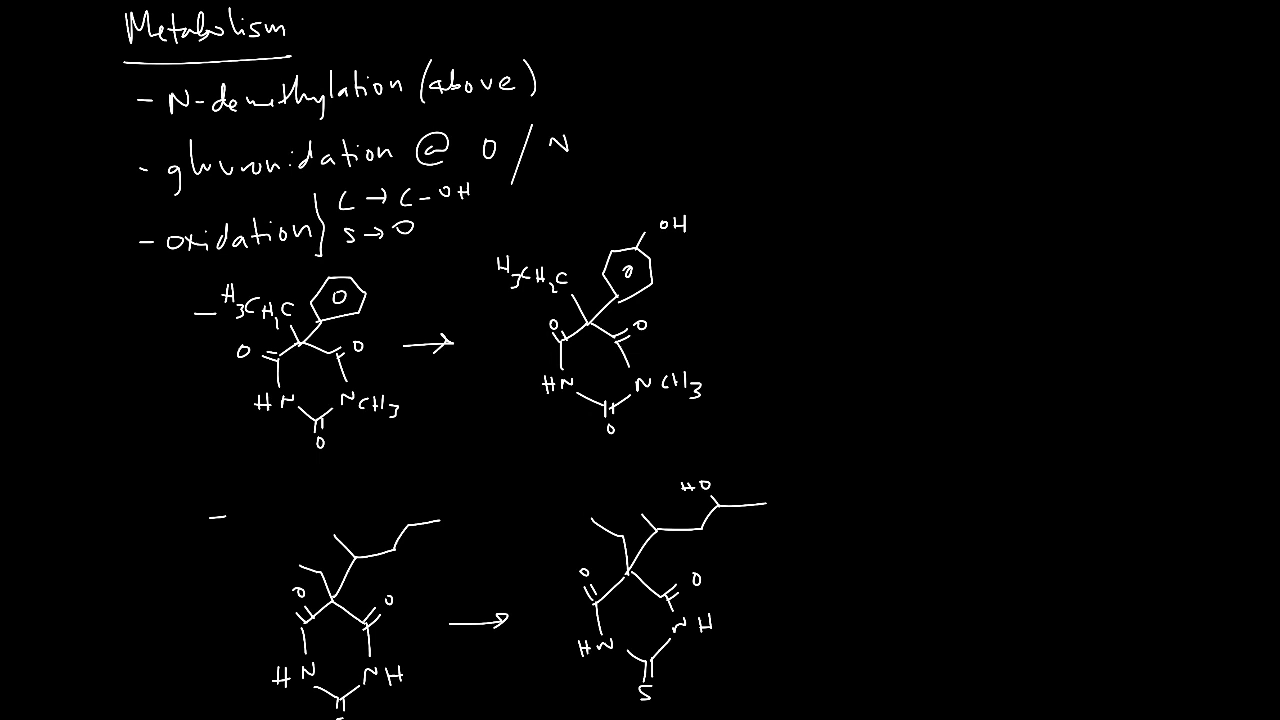 Metabolism
- N-demethylation (above)
- glucuronidation @ O / N
- oxidation } C → C-OH
S → O
OH
H3CH2C
O O
HN NCH3
O
→
H3CH2C
O O
HN NCH3
O
HO
O O
HN NH
S
→
O O
HN NH
S